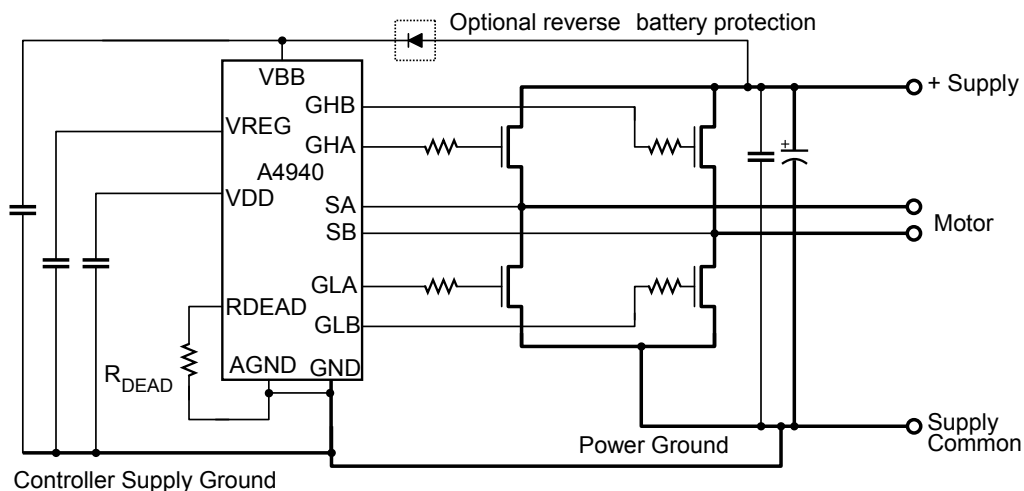 Optional reverse battery protection
VBB
GHB
VREG
GHA
A4940
VDD
SA
SB
GLA
RDEAD
GLB
AGND
GND
RDEAD
+ Supply
+
Motor
Power Ground
Supply
Common
Controller Supply Ground